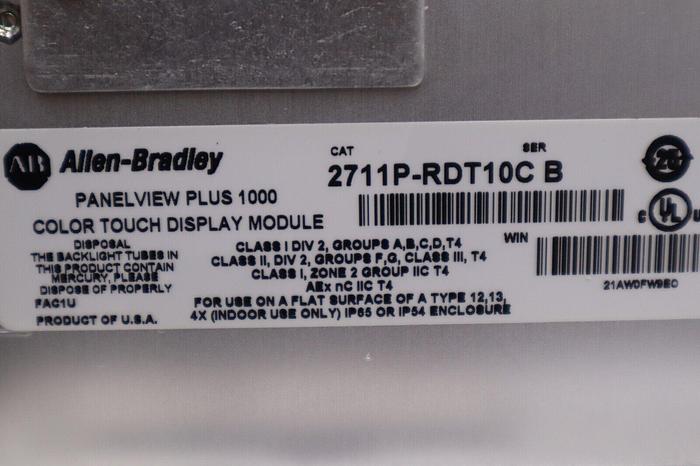 AB Allen-Bradley
CAT SER
2711P-RDT10C B
PANELVIEW PLUS 1000
COLOR TOUCH DISPLAY MODULE
DISPOSAL
THE BACKLIGHT TUBES IN
THIS PRODUCT CONTAIN
MERCURY, PLEASE
DISPOSE OF PROPERLY
FAC1U
PRODUCT OF U.S.A.
CLASS I DIV 2, GROUPS A,B,C,D,T4
CLASS II, DIV 2, GROUPS F,G, CLASS III, T4
CLASS I, ZONE 2 GROUP IIC T4
AEx nC IIC T4
FOR USE ON A FLAT SURFACE OF A TYPE 12,13,
4X (INDOOR USE ONLY) IP65 OR IP54 ENCLOSURE
WIN
21AW0FW9EO
25
C UL